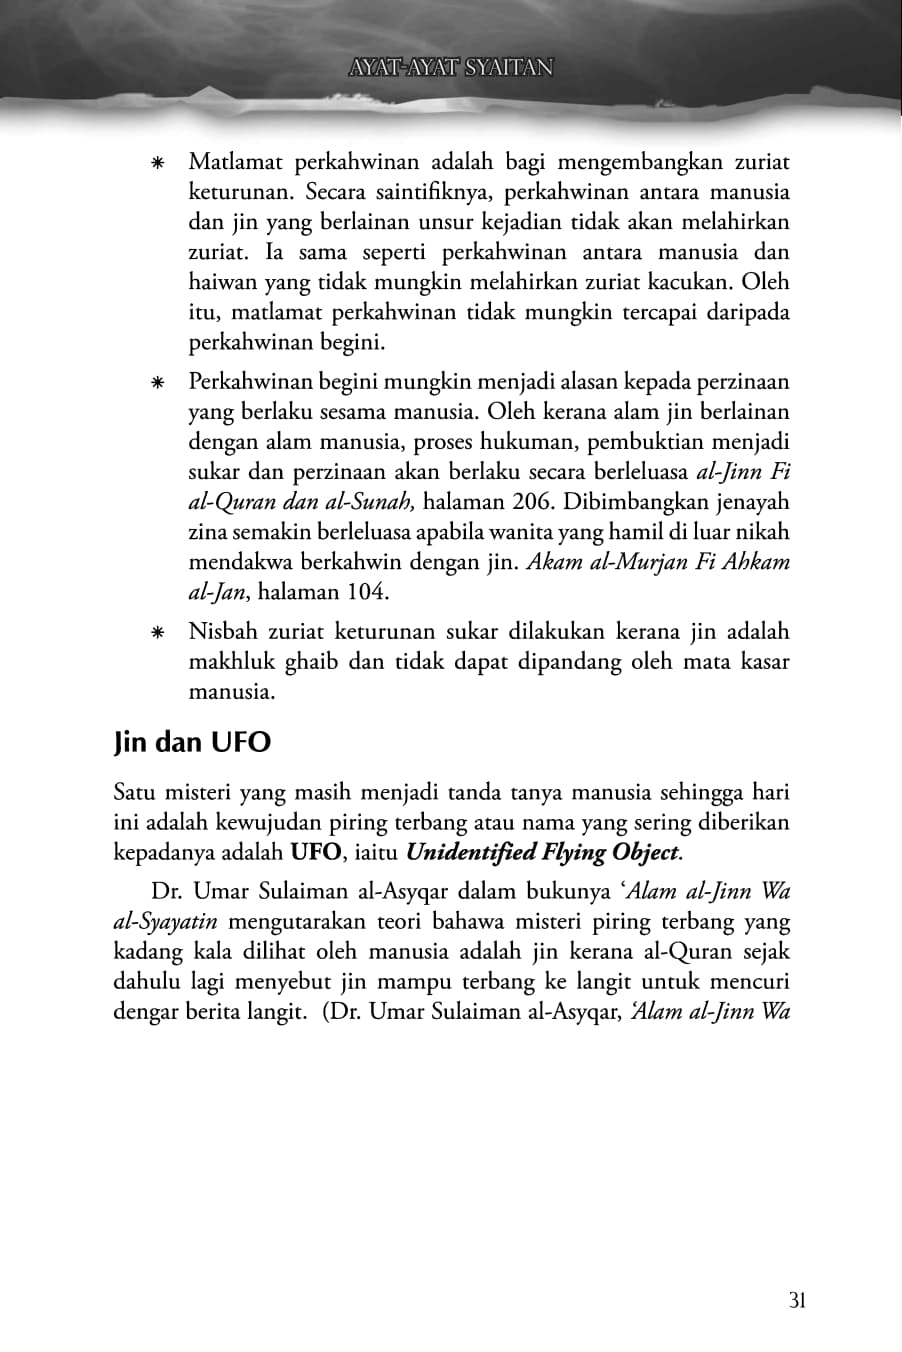 AYAT-AYAT SYAITAN
⁕ Matlamat perkahwinan adalah bagi mengembangkan zuriat
keturunan. Secara saintifiknya, perkahwinan antara manusia
dan jin yang berlainan unsur kejadian tidak akan melahirkan
zuriat. Ia sama seperti perkahwinan antara manusia dan
haiwan yang tidak mungkin melahirkan zuriat kacukan. Oleh
itu, matlamat perkahwinan tidak mungkin tercapai daripada
perkahwinan begini.
⁕ Perkahwinan begini mungkin menjadi alasan kepada perzinaan
yang berlaku sesama manusia. Oleh kerana alam jin berlainan
dengan alam manusia, proses hukuman, pembuktian menjadi
sukar dan perzinaan akan berlaku secara berleluasa al-Jinn Fi
al-Quran dan al-Sunah, halaman 206. Dibimbangkan jenayah
zina semakin berleluasa apabila wanita yang hamil di luar nikah
mendakwa berkahwin dengan jin. Akam al-Murjan Fi Ahkam
al-Jan, halaman 104.
⁕ Nisbah zuriat keturunan sukar dilakukan kerana jin adalah
makhluk ghaib dan tidak dapat dipandang oleh mata kasar
manusia.
Jin dan UFO
Satu misteri yang masih menjadi tanda tanya manusia sehingga hari
ini adalah kewujudan piring terbang atau nama yang sering diberikan
kepadanya adalah UFO, iaitu Unidentified Flying Object.
Dr. Umar Sulaiman al-Asyqar dalam bukunya ‘Alam al-Jinn Wa
al-Syayatin mengutarakan teori bahawa misteri piring terbang yang
kadang kala dilihat oleh manusia adalah jin kerana al-Quran sejak
dahulu lagi menyebut jin mampu terbang ke langit untuk mencuri
dengar berita langit. (Dr. Umar Sulaiman al-Asyqar, ‘Alam al-Jinn Wa
31